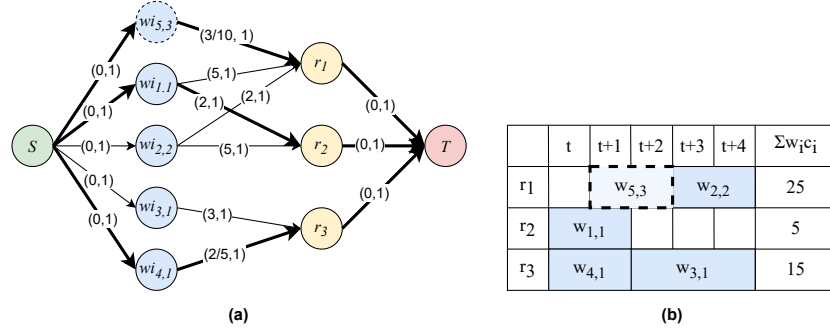 wi5,3
(3/10, 1)
(0,1)
r1
(5,1)
(0,1)
wi1.1
(2,1)
(2,1)
(0,1)
S
(0,1)
wi2,2
(5,1)
r2
(0,1)
T
(0,1)
wi3,1
(3,1)
(0,1)
(0,1)
r3
wi4,1
(2/5,1)
(a)
t t+1 t+2 t+3 t+4 Σwici
r1 w5,3 w2,2 25
r2 w1,1 5
r3 w4,1 w3,1 15
(b)